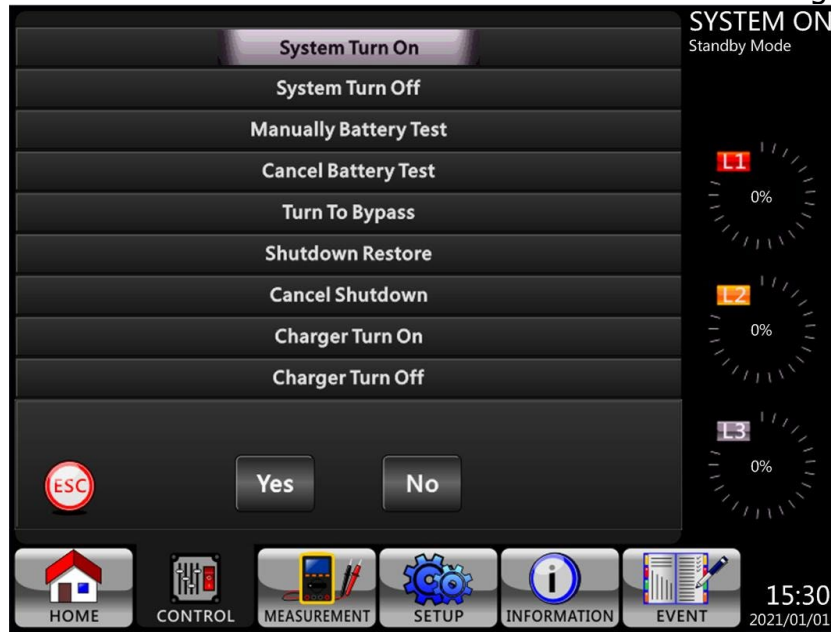 SYSTEM ON
Standby Mode
System Turn On
System Turn Off
Manually Battery Test
Cancel Battery Test
Turn To Bypass
Shutdown Restore
Cancel Shutdown
Charger Turn On
Charger Turn Off
L1
0%
L2
0%
L3
0%
ESC
Yes
No
HOME
CONTROL
MEASUREMENT
SETUP
INFORMATION
EVENT
15:30
2021/01/01